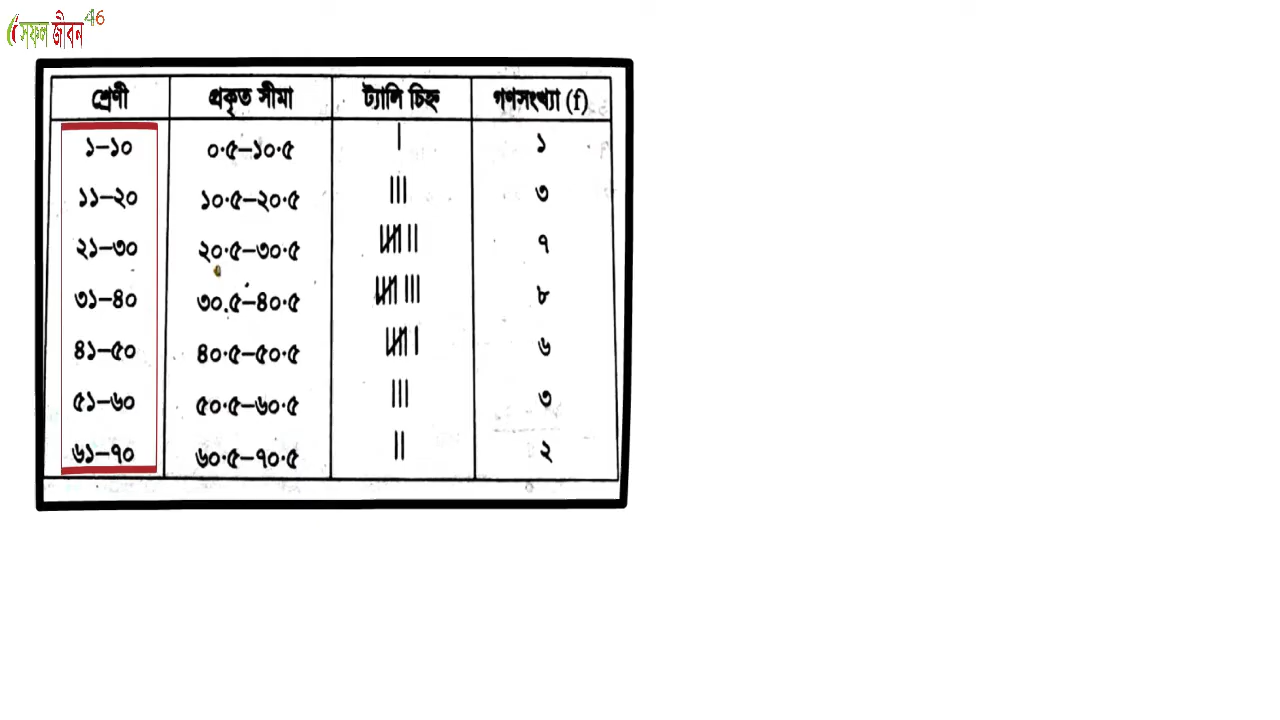 সফল জীবন 46
শ্রেণী প্রকৃত সীমা ট্যালি চিহ্ন গণসংখ্যা (f)
১–১০ ০·৫–১০·৫ | ১
১১–২০ ১০·৫–২০·৫ ||| ৩
২১–৩০ ২০·৫–৩০·৫ |||| || ৭
৩১–৪০ ৩০.৫–৪০·৫ |||| ||| ৮
৪১–৫০ ৪০·৫–৫০·৫ |||| | ৬
৫১–৬০ ৫০·৫–৬০·৫ ||| ৩
৬১–৭০ ৬০·৫–৭০·৫ || ২